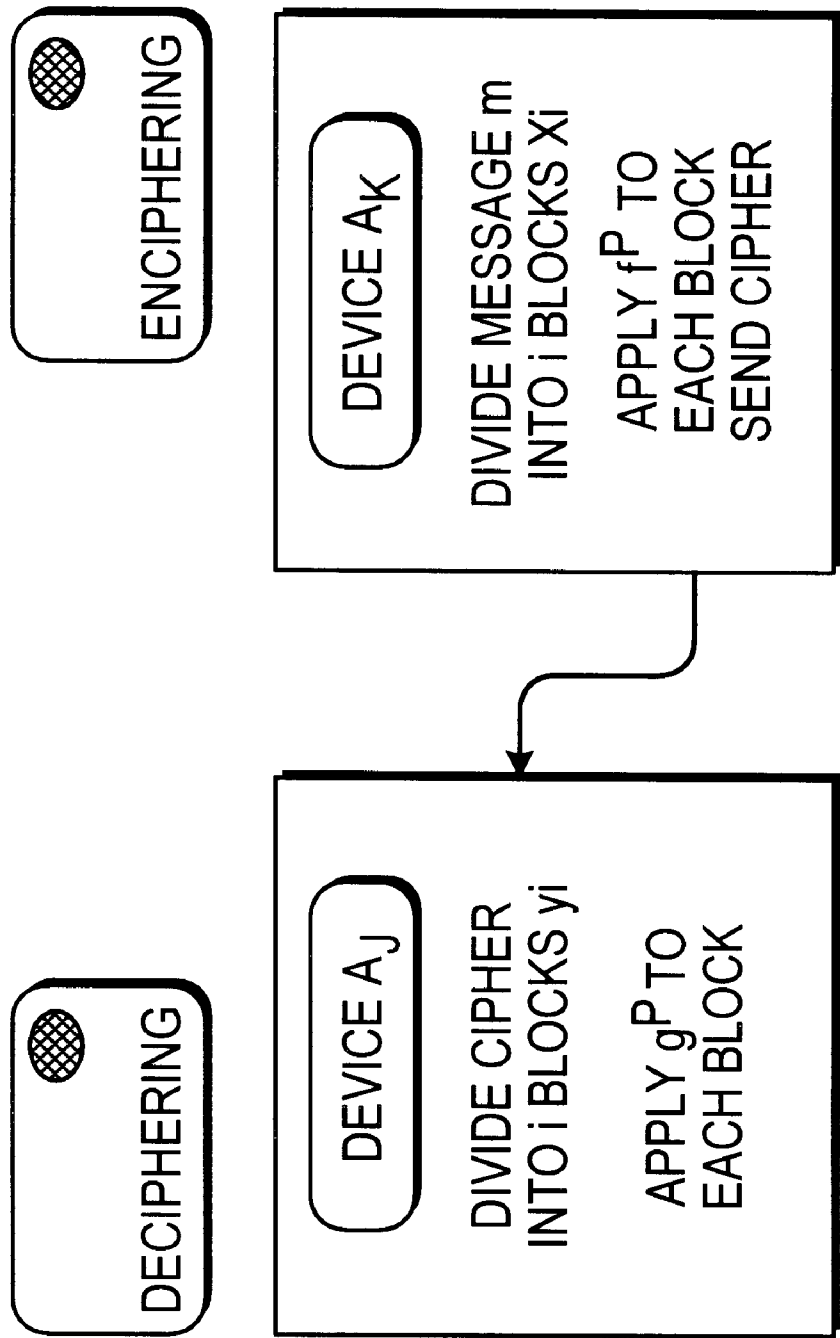 DECIPHERING
DEVICE A_J
DIVIDE CIPHER
INTO i BLOCKS yi
APPLY g^P TO
EACH BLOCK
ENCIPHERING
DEVICE A_K
DIVIDE MESSAGE m
INTO i BLOCKS Xi
APPLY f^P TO
EACH BLOCK
SEND CIPHER